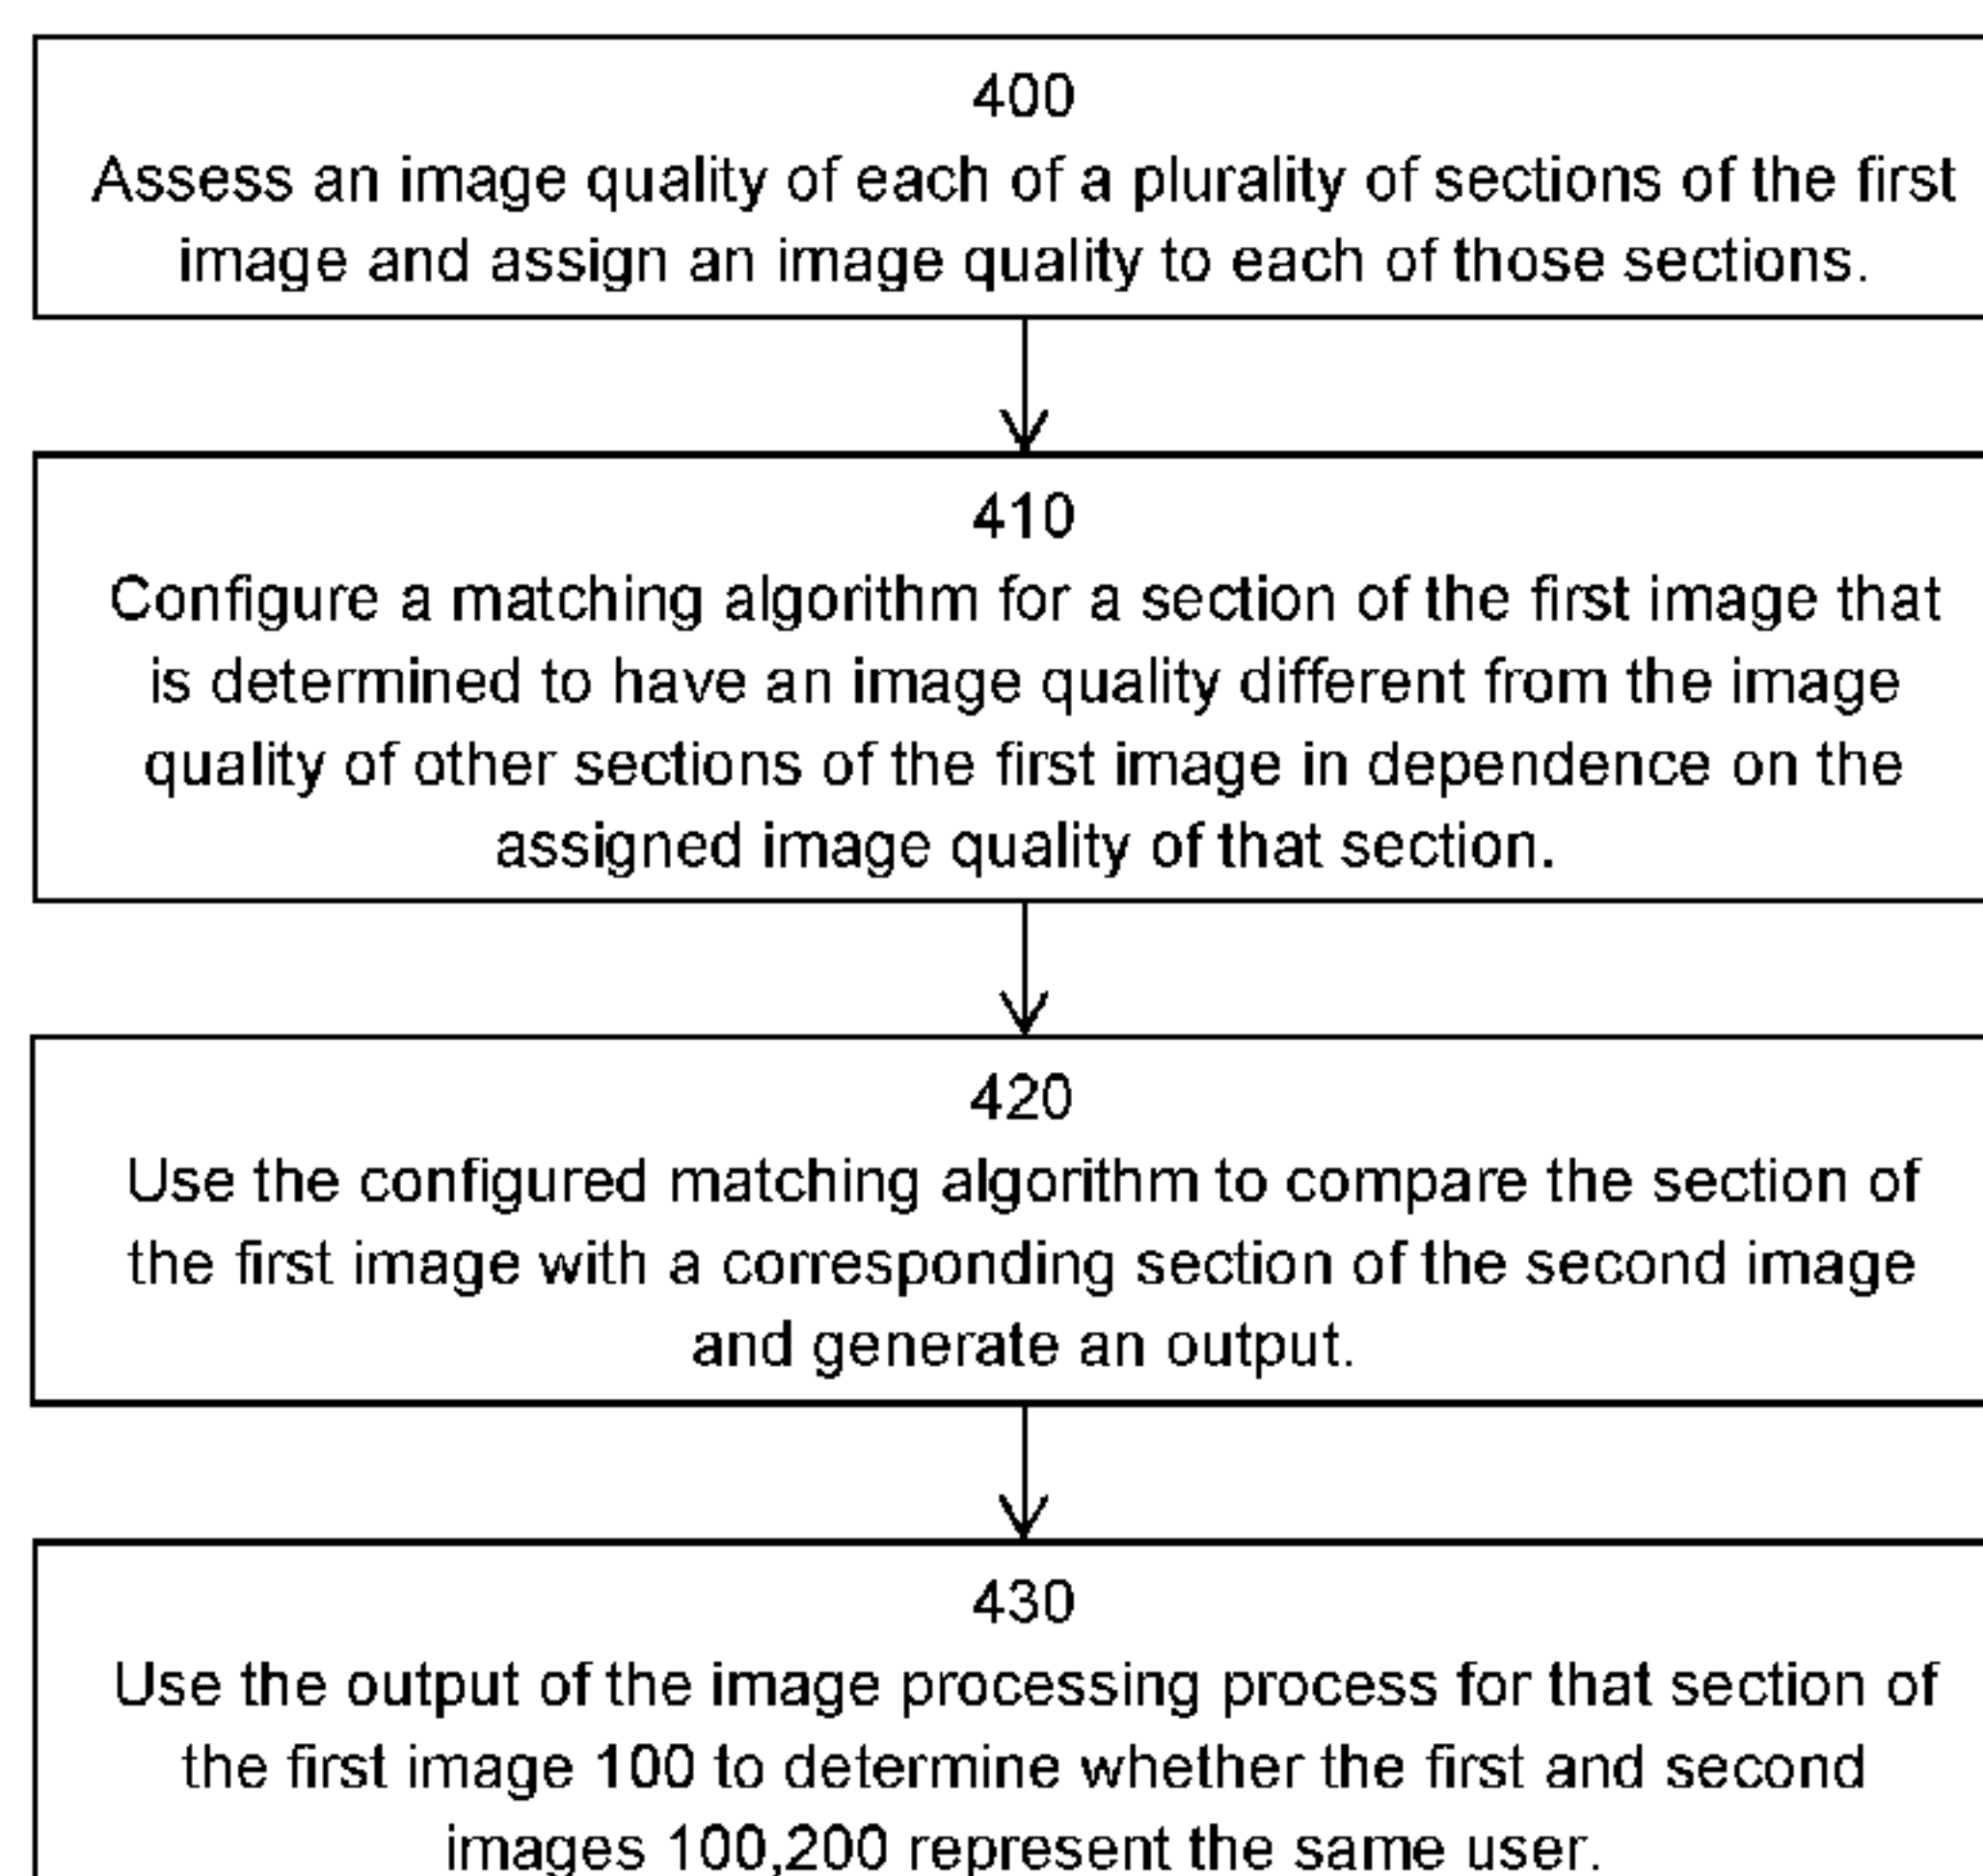 400
Assess an image quality of each of a plurality of sections of the first
image and assign an image quality to each of those sections.
410
Configure a matching algorithm for a section of the first image that
is determined to have an image quality different from the image
quality of other sections of the first image in dependence on the
assigned image quality of that section.
420
Use the configured matching algorithm to compare the section of
the first image with a corresponding section of the second image
and generate an output.
430
Use the output of the image processing process for that section of
the first image 100 to determine whether the first and second
images 100,200 represent the same user.